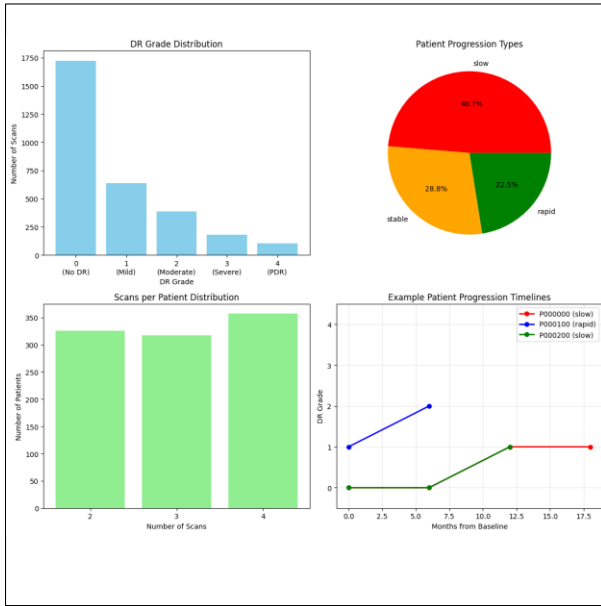 DR Grade Distribution
Number of Scans
1750
1500
1250
1000
750
500
250
0
0
(No DR)
1
(Mild)
2
(Moderate)
3
(Severe)
4
(PDR)
DR Grade
Patient Progression Types
slow
48.7%
28.8%
22.5%
stable
rapid
Scans per Patient Distribution
Number of Patients
350
300
250
200
150
100
50
0
2
3
4
Number of Scans
Example Patient Progression Timelines
P000000 (slow)
P000100 (rapid)
P000200 (slow)
DR Grade
4
3
2
1
0
0.0
2.5
5.0
7.5
10.0
12.5
15.0
17.5
Months from Baseline